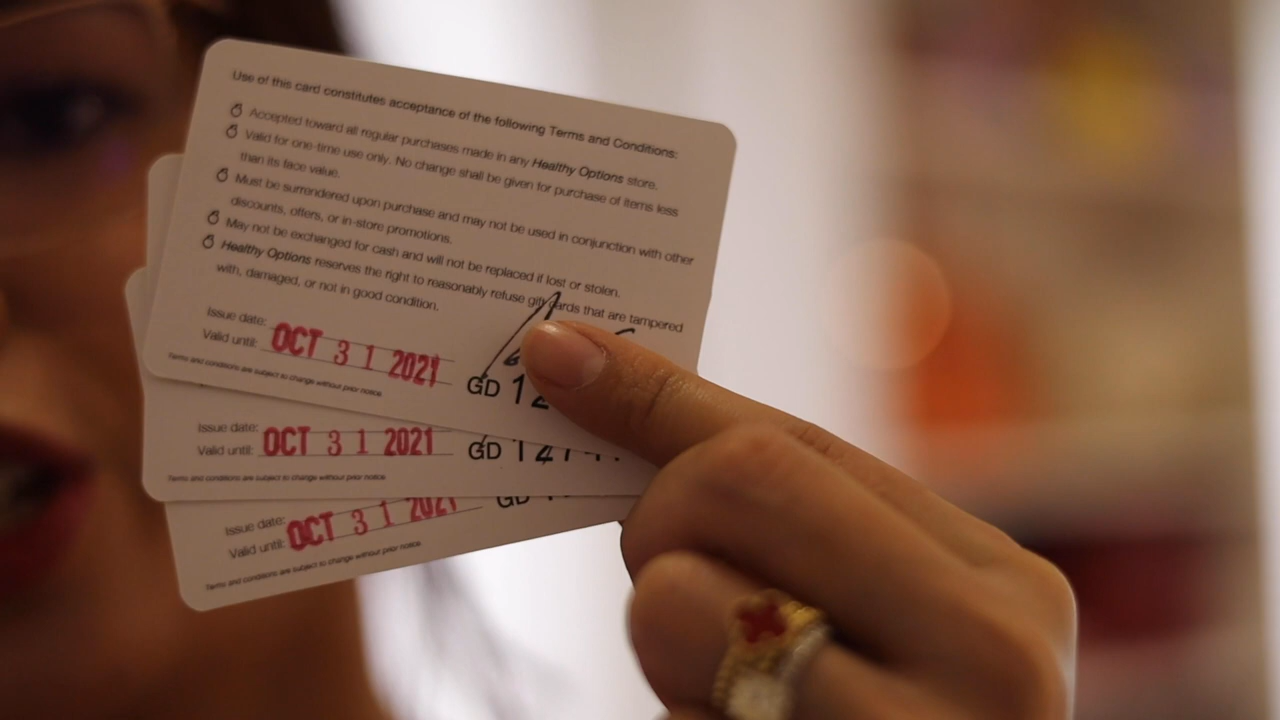 Use of this card constitutes acceptance of the following Terms and Conditions:
Accepted toward all regular purchases made in any Healthy Options store.
Valid for one-time use only. No change shall be given for purchase of items less
than its face value.
Must be surrendered upon purchase and may not be used in conjunction with other
discounts, offers, or in-store promotions.
May not be exchanged for cash and will not be replaced if lost or stolen.
Healthy Options reserves the right to reasonably refuse gift cards that are tampered
with, damaged, or not in good condition.
Issue date:
Valid until: OCT 31 2021
GD 12
Terms and conditions are subject to change without prior notice.
Issue date:
Valid until: OCT 31 2021
GD
Terms and conditions are subject to change without prior notice.
Issue date:
Valid until: OCT 31 2021
GD
Terms and conditions are subject to change without prior notice.